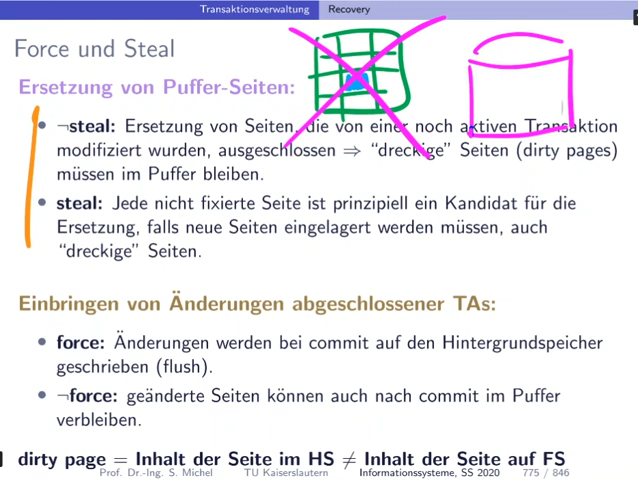 Transaktionsverwaltung Recovery
Force und Steal
Ersetzung von Puffer-Seiten:
• ¬steal: Ersetzung von Seiten, die von einer noch aktiven Transaktion
modifiziert wurden, ausgeschlossen ⇒ “dreckige” Seiten (dirty pages)
müssen im Puffer bleiben.
• steal: Jede nicht fixierte Seite ist prinzipiell ein Kandidat für die
Ersetzung, falls neue Seiten eingelagert werden müssen, auch
“dreckige” Seiten.
Einbringen von Änderungen abgeschlossener TAs:
• force: Änderungen werden bei commit auf den Hintergrundspeicher
geschrieben (flush).
• ¬force: geänderte Seiten können auch nach commit im Puffer
verbleiben.
dirty page = Inhalt der Seite im HS ≠ Inhalt der Seite auf FS
Prof. Dr.-Ing. S. Michel TU Kaiserslautern Informationssysteme, SS 2020 775 / 846